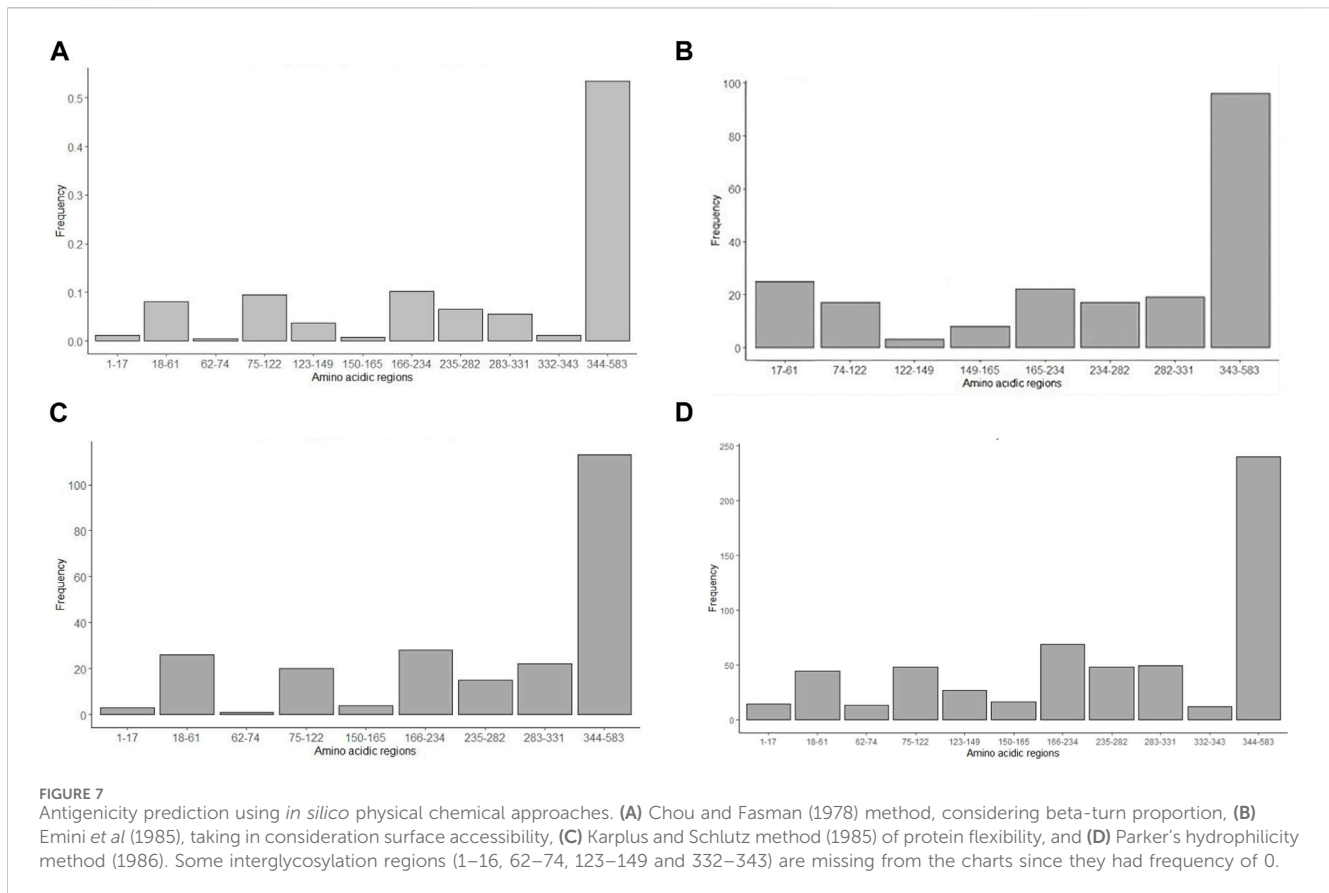 A
Frequency
0.5
0.4
0.3
0.2
0.1
0.0
1-17 18-61 62-74 75-122 123-149 150-165 166-234 235-282 283-331 332-343 344-583
Amino acidic regions
B
Frequency
100
80
60
40
20
0
17-61 74-122 122-149 149-165 165-234 234-282 282-331 343-583
Amino acidic regions
C
Frequency
100
80
60
40
20
0
1-17 18-61 62-74 75-122 150-165 166-234 235-282 283-331 344-583
Amino acidic regions
D
Frequency
250
200
150
100
50
0
1-17 18-61 62-74 75-122 123-149 150-165 166-234 235-282 283-331 332-343 344-583
Amino acidic regions
FIGURE 7
Antigenicity prediction using in silico physical chemical approaches. (A) Chou and Fasman (1978) method, considering beta-turn proportion, (B)
Emini et al (1985), taking in consideration surface accessibility, (C) Karplus and Schlutz method (1985) of protein flexibility, and (D) Parker's hydrophilicity
method (1986). Some interglycosylation regions (1–16, 62–74, 123–149 and 332–343) are missing from the charts since they had frequency of 0.